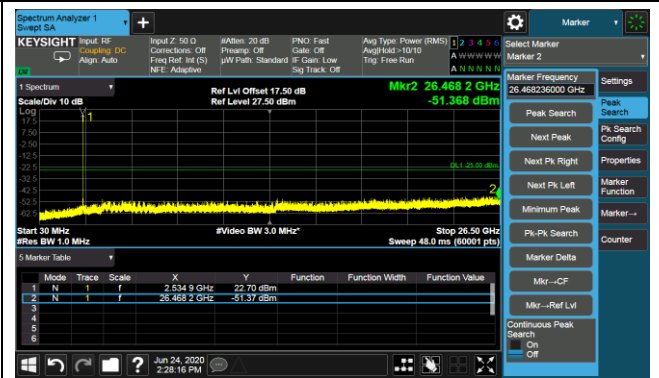 Spectrum Analyzer 1
Swept SA
Marker
KEYSIGHT
Input: RF
Coupling: DC
Align: Auto
Input Z: 50 Ω
Corrections: Off
Freq Ref: Int (S)
NFE: Adaptive
#Atten: 20 dB
Preamp: Off
µW Path: Standard
PNO: Fast
Gate: Off
IF Gain: Low
Sig Track: Off
Avg Type: Power (RMS)
Avg|Hold:>10/10
Trig: Free Run
1 2 3 4 5 6
A W W W W W
A N N N N N
Select Marker
Marker 2
1 Spectrum
Scale/Div 10 dB
Ref Lvl Offset 17.50 dB
Ref Level 27.50 dBm
Mkr2 26.468 2 GHz
-51.368 dBm
Log
17.5
7.50
-2.50
-12.5
-22.5
-32.5
-42.5
-52.5
-62.5
1
DL1 -25.00 dBm
2
Start 30 MHz
#Video BW 3.0 MHz*
Stop 26.50 GHz
#Res BW 1.0 MHz
Sweep 48.0 ms (60001 pts)
5 Marker Table
Mode Trace Scale X Y Function Function Width Function Value
1 N 1 f 2.534 9 GHz 22.70 dBm
2 N 1 f 26.468 2 GHz -51.37 dBm
3
4
5
6
Marker Frequency
26.468236000 GHz
Peak Search
Next Peak
Next Pk Right
Next Pk Left
Minimum Peak
Pk-Pk Search
Marker Delta
Mkr→CF
Mkr→Ref Lvl
Continuous Peak
Search
On
Off
Settings
Peak
Search
Pk Search
Config
Properties
Marker
Function
Marker→
Counter
?
Jun 24, 2020
2:28:16 PM